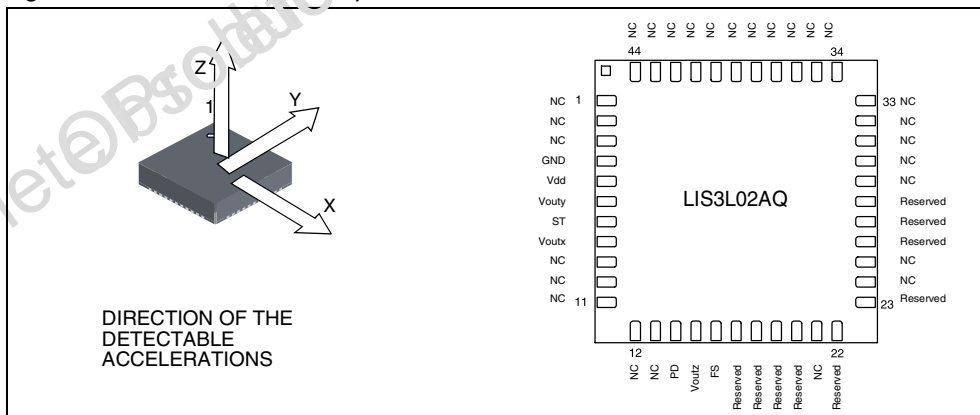 Z
1
Y
X
DIRECTION OF THE
DETECTABLE
ACCELERATIONS
NC NC NC NC NC NC NC NC NC NC NC
44 34
NC 1
NC
NC
GND
Vdd
Vouty
ST
Voutx
NC
NC
NC 11
LIS3L02AQ
33 NC
NC
NC
NC
NC
Reserved
Reserved
Reserved
NC
NC
23 Reserved
12 22
NC
NC
PD
Voutz
FS
Reserved
Reserved
Reserved
Reserved
NC
Reserved